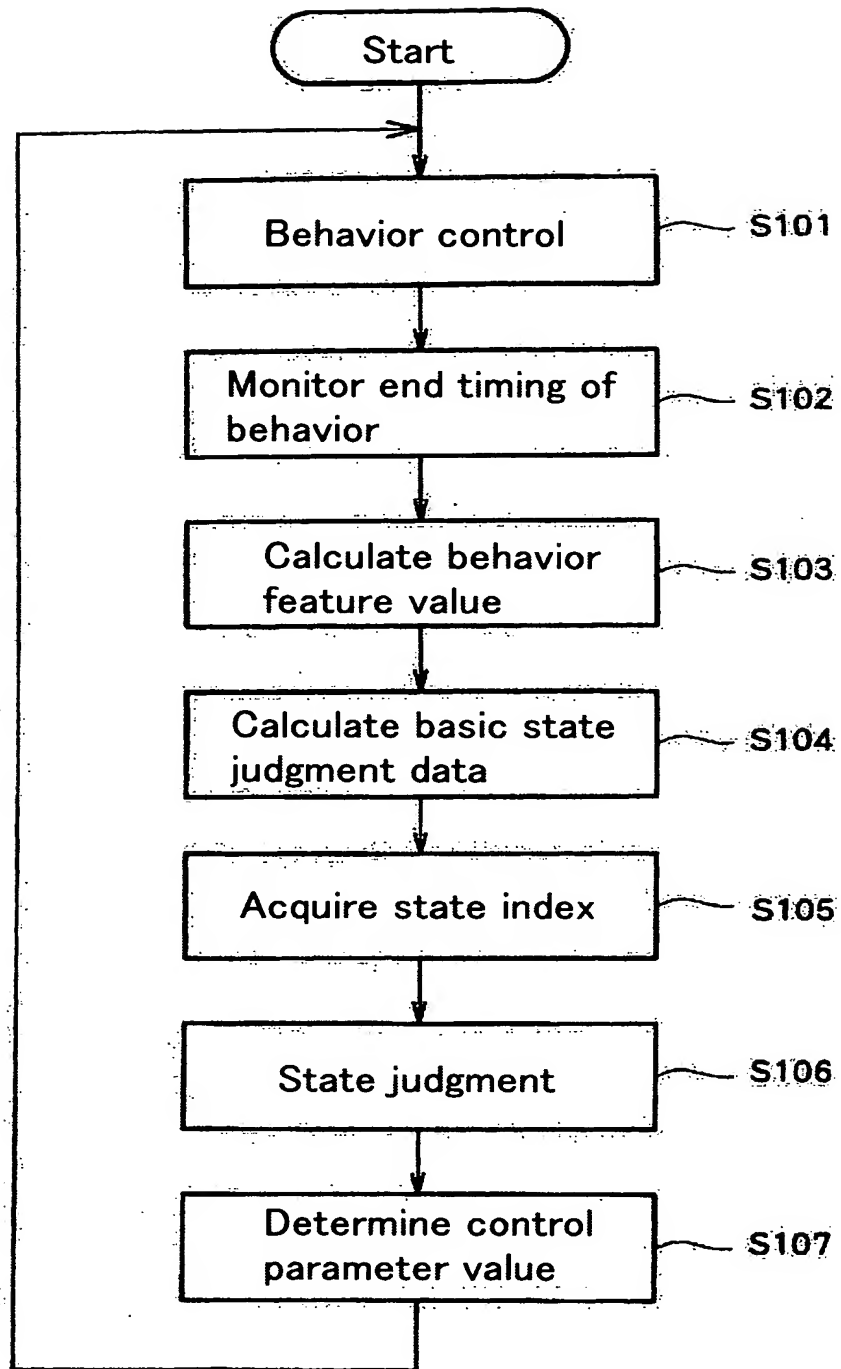 Start
Behavior control
S101
Monitor end timing of
behavior
S102
Calculate behavior
feature value
S103
Calculate basic state
judgment data
S104
Acquire state index
S105
State judgment
S106
Determine control
parameter value
S107